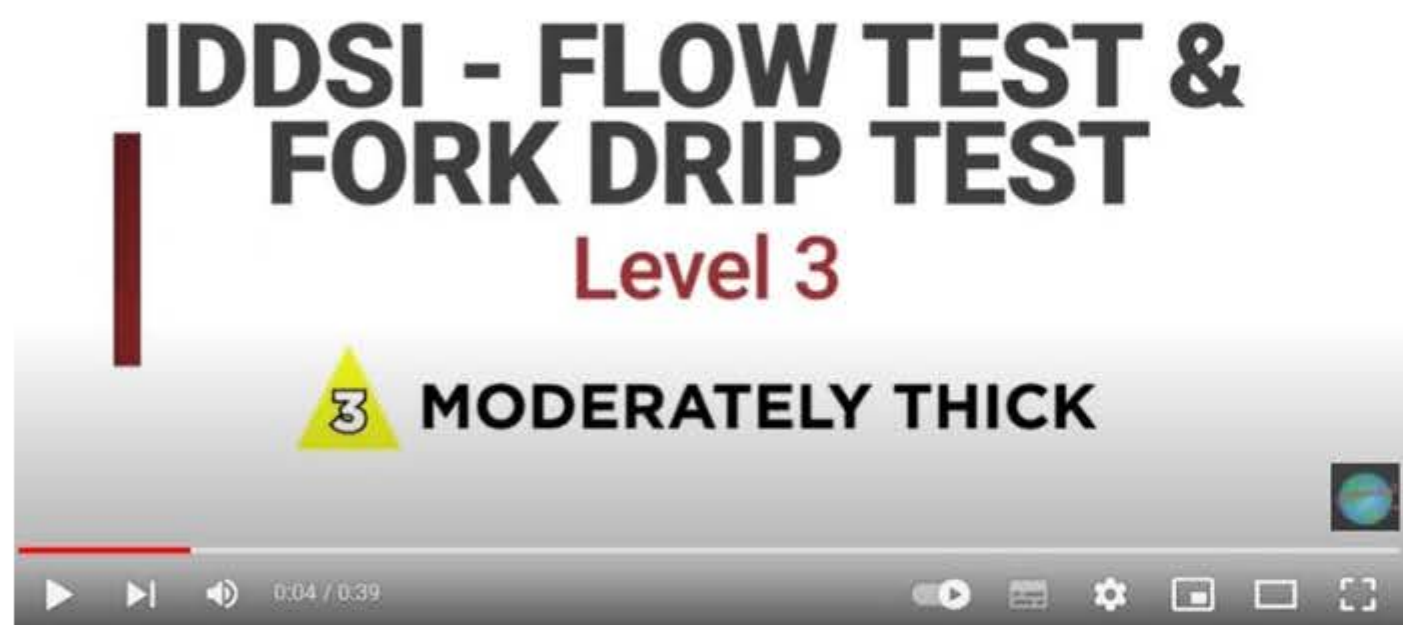 IDDSI - FLOW TEST &
FORK DRIP TEST
Level 3
3 MODERATELY THICK
0:04 / 0:39